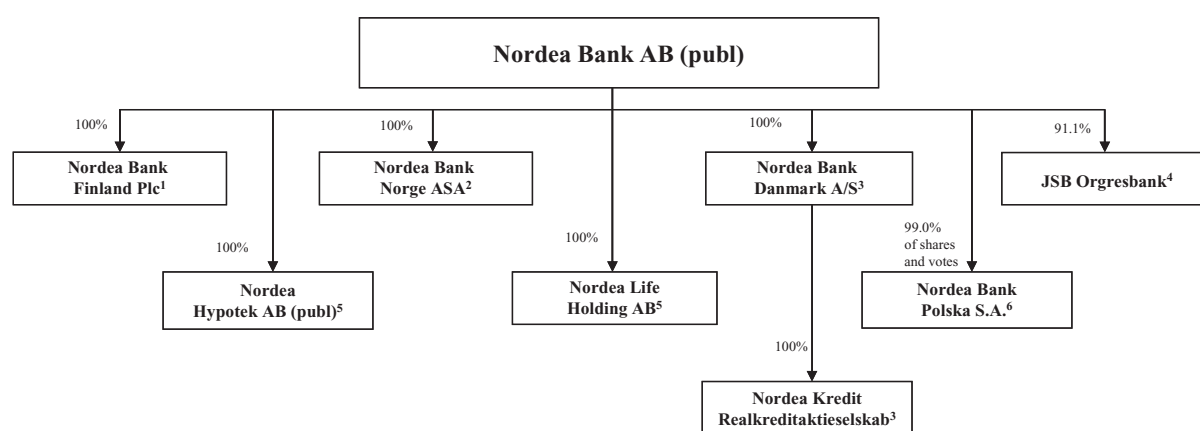 Nordea Bank AB (publ)
100%
100%
100%
91.1%
Nordea Bank
Finland Plc¹
Nordea Bank
Norge ASA²
Nordea Bank
Danmark A/S³
JSB Orgresbank⁴
100%
100%
99.0%
of shares
and votes
Nordea
Hypotek AB (publ)⁵
Nordea Life
Holding AB⁵
Nordea Bank
Polska S.A.⁶
100%
Nordea Kredit
Realkreditaktieselskab³